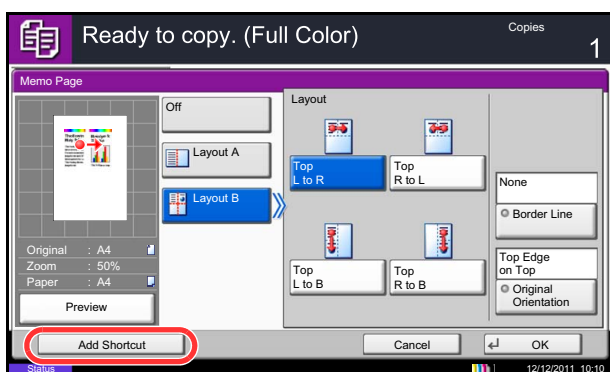 Ready to copy. (Full Color)
Copies
1
Memo Page
Off
Layout A
Layout B
Layout
Top
L to R
Top
R to L
Top
L to B
Top
R to B
None
Border Line
Top Edge
on Top
Original
Orientation
Original : A4
Zoom : 50%
Paper : A4
Preview
Add Shortcut
Cancel
OK
Status
12/12/2011 10:10